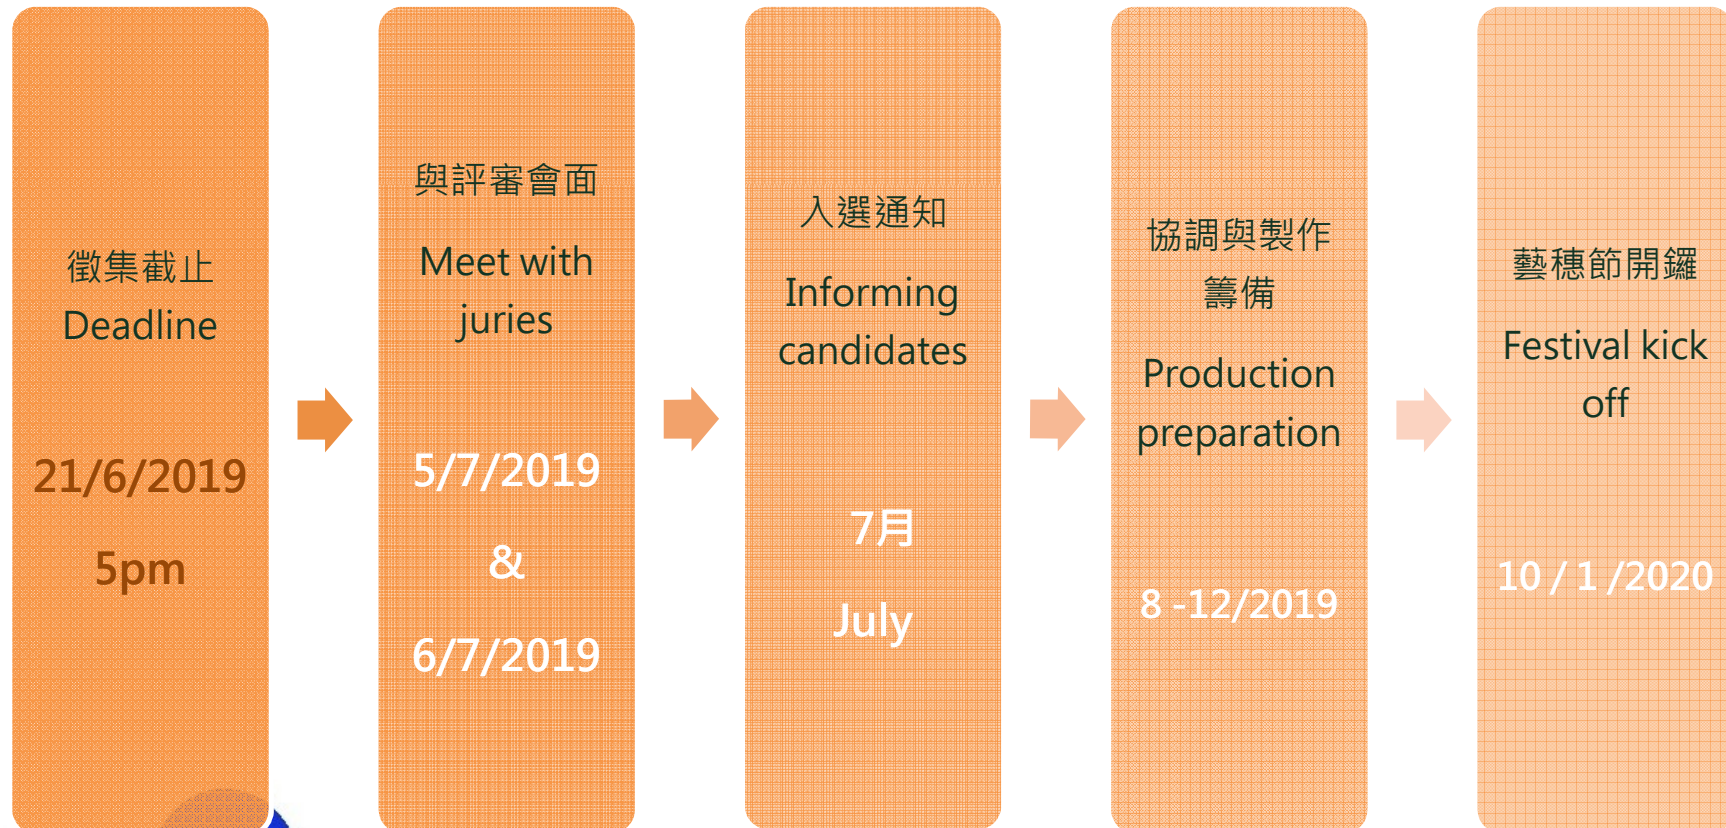 徵集截止
Deadline
21/6/2019
5pm
與評審會面
Meet with
juries
5/7/2019
&
6/7/2019
入選通知
Informing
candidates
7月
July
協調與製作
籌備
Production
preparation
8 -12/2019
藝穗節開鑼
Festival kick
off
10 / 1 /2020